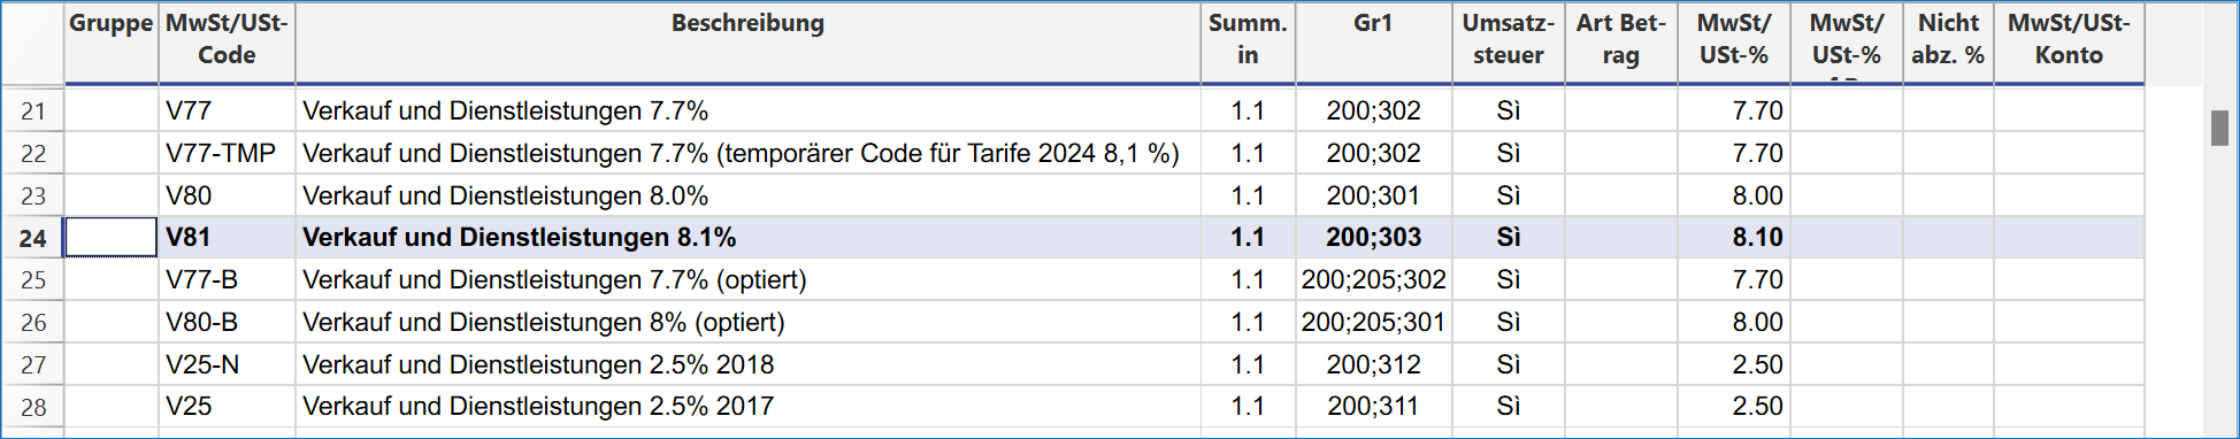 Gruppe MwSt/USt-Code Beschreibung Summ. in Gr1 Umsatz-steuer Art Bet-rag MwSt/USt-% MwSt/USt-% Nicht abz. % MwSt/USt-Konto
21 V77 Verkauf und Dienstleistungen 7.7% 1.1 200;302 Sì 7.70
22 V77-TMP Verkauf und Dienstleistungen 7.7% (temporärer Code für Tarife 2024 8,1 %) 1.1 200;302 Sì 7.70
23 V80 Verkauf und Dienstleistungen 8.0% 1.1 200;301 Sì 8.00
24 V81 Verkauf und Dienstleistungen 8.1% 1.1 200;303 Sì 8.10
25 V77-B Verkauf und Dienstleistungen 7.7% (optiert) 1.1 200;205;302 Sì 7.70
26 V80-B Verkauf und Dienstleistungen 8% (optiert) 1.1 200;205;301 Sì 8.00
27 V25-N Verkauf und Dienstleistungen 2.5% 2018 1.1 200;312 Sì 2.50
28 V25 Verkauf und Dienstleistungen 2.5% 2017 1.1 200;311 Sì 2.50